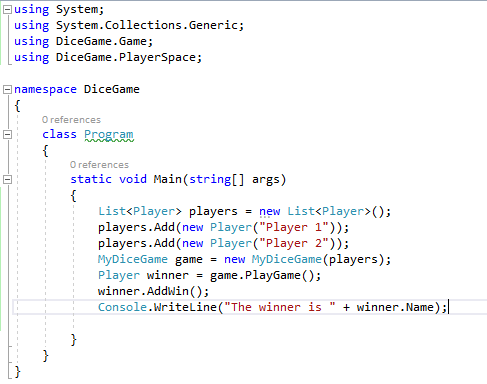 using System;
using System.Collections.Generic;
using DiceGame.Game;
using DiceGame.PlayerSpace;
namespace DiceGame
{
0 references
class Program
{
0 references
static void Main(string[] args)
{
List<Player> players = new List<Player>();
players.Add(new Player("Player 1"));
players.Add(new Player("Player 2"));
MyDiceGame game = new MyDiceGame(players);
Player winner = game.PlayGame();
winner.AddWin();
Console.WriteLine("The winner is " + winner.Name);
}
}
}